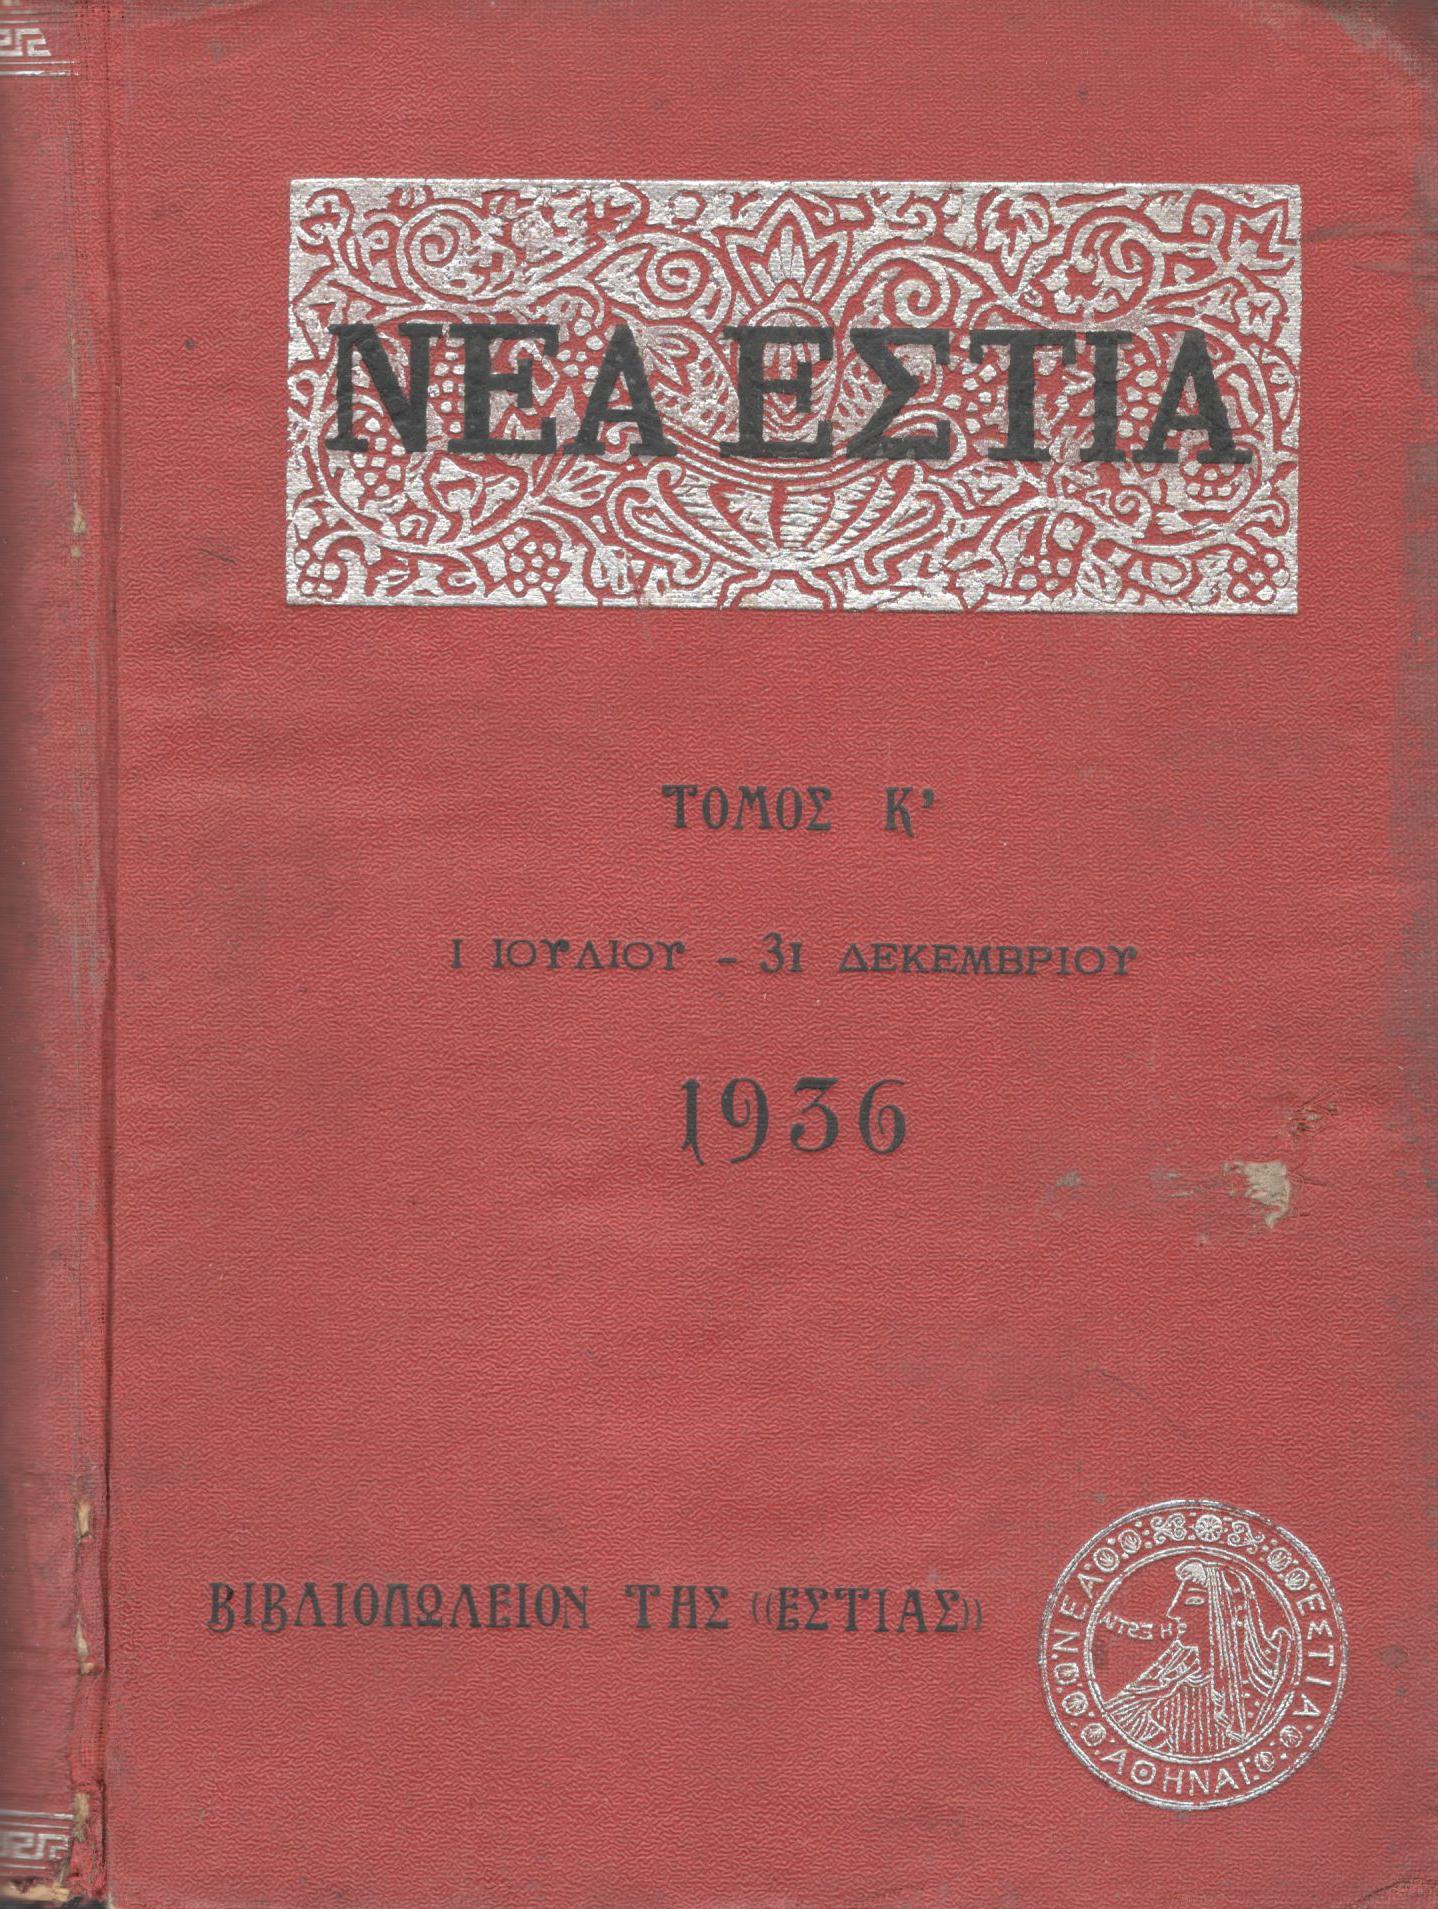 ΝΕΑ ΕΣΤΙΑ
ΤΟΜΟΣ Κ'
1 ΙΟΥΛΙΟΥ - 31 ΔΕΚΕΜΒΡΙΟΥ
1936
ΒΙΒΛΙΟΠΩΛΕΙΟΝ ΤΗΣ ((ΕΣΤΙΑΣ))
ΝΕΑ ΕΣΤΙΑ
ΑΘΗΝΑΙ